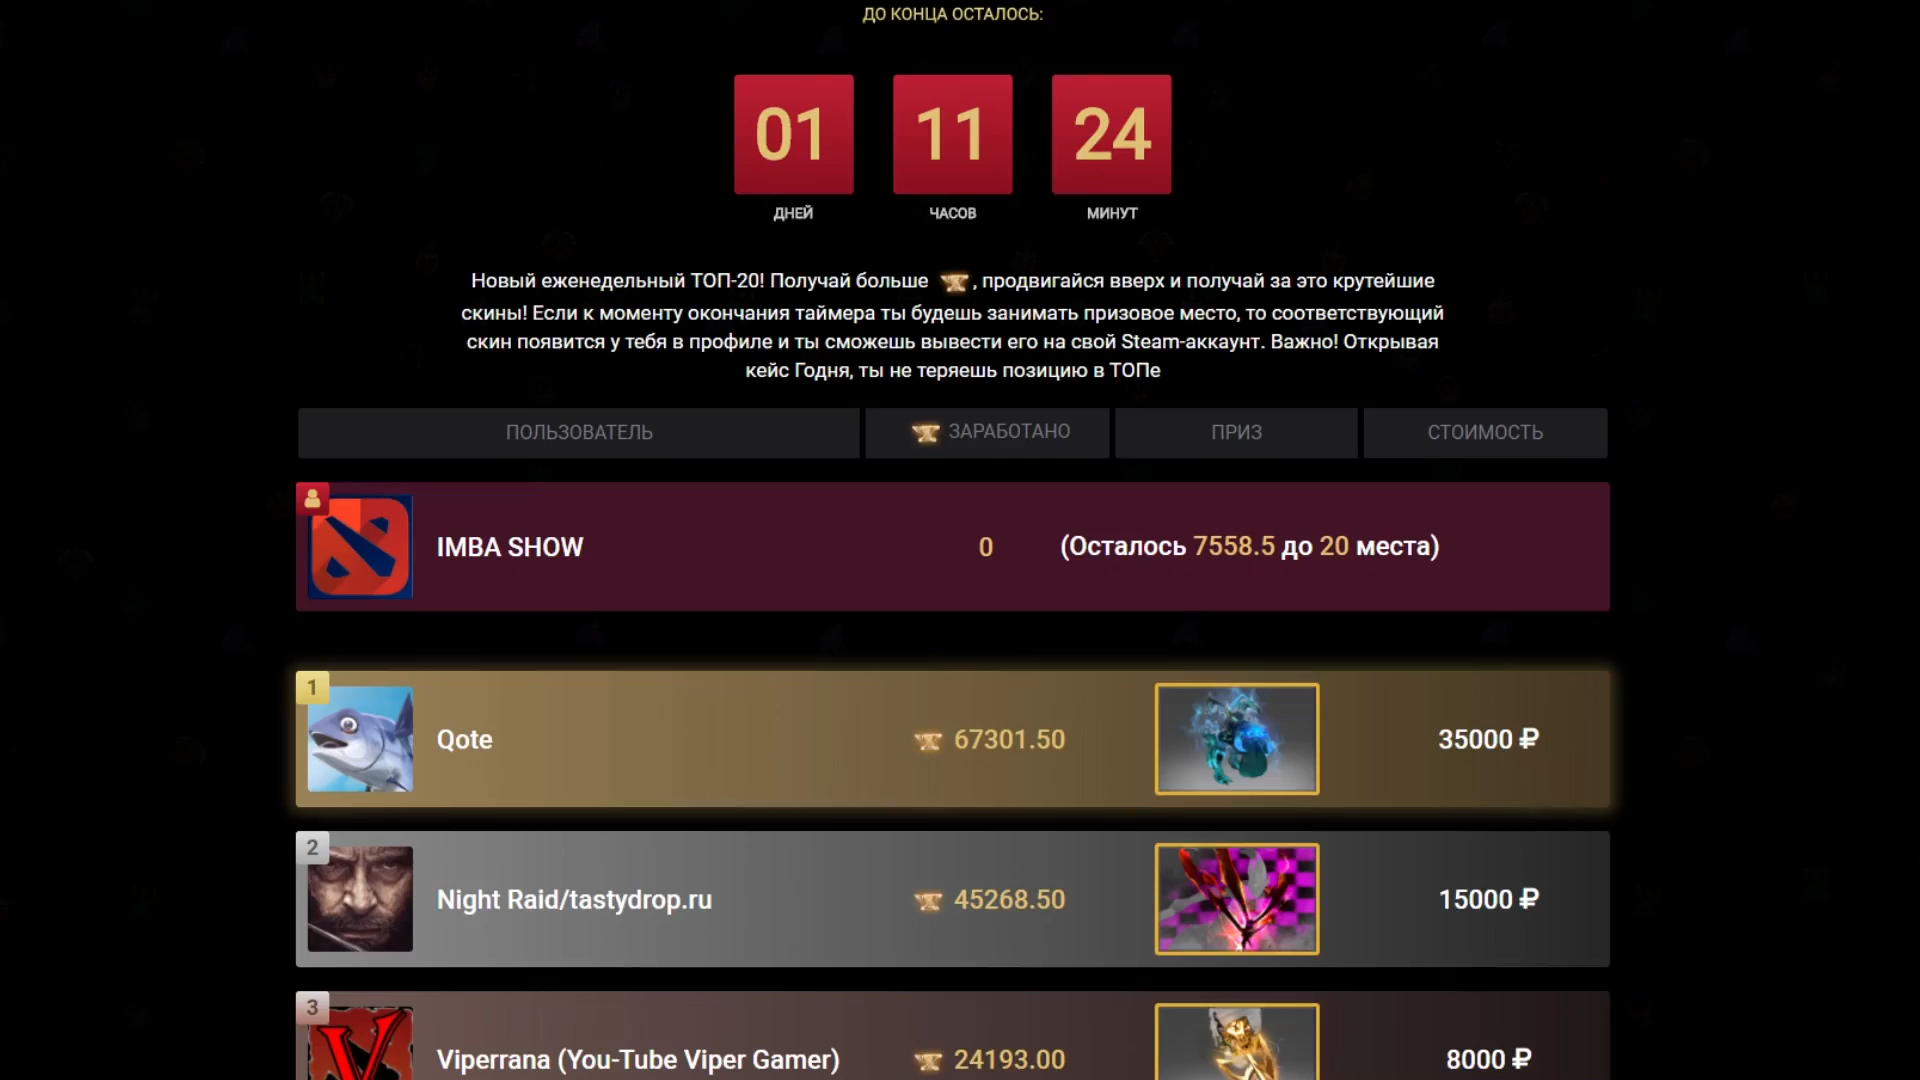 ДО КОНЦА ОСТАЛОСЬ:
01 11 24
ДНЕЙ ЧАСОВ МИНУТ
Новый еженедельный ТОП-20! Получай больше , продвигайся вверх и получай за это крутейшие
скины! Если к моменту окончания таймера ты будешь занимать призовое место, то соответствующий
скин появится у тебя в профиле и ты сможешь вывести его на свой Steam-аккаунт. Важно! Открывая
кейс Годня, ты не теряешь позицию в ТОПе
ПОЛЬЗОВАТЕЛЬ ЗАРАБОТАНО ПРИЗ СТОИМОСТЬ
IMBA SHOW 0 (Осталось 7558.5 до 20 места)
1
Qote 67301.50 35000 ₽
2
Night Raid/tastydrop.ru 45268.50 15000 ₽
3
Viperrana (You-Tube Viper Gamer) 24193.00 8000 ₽